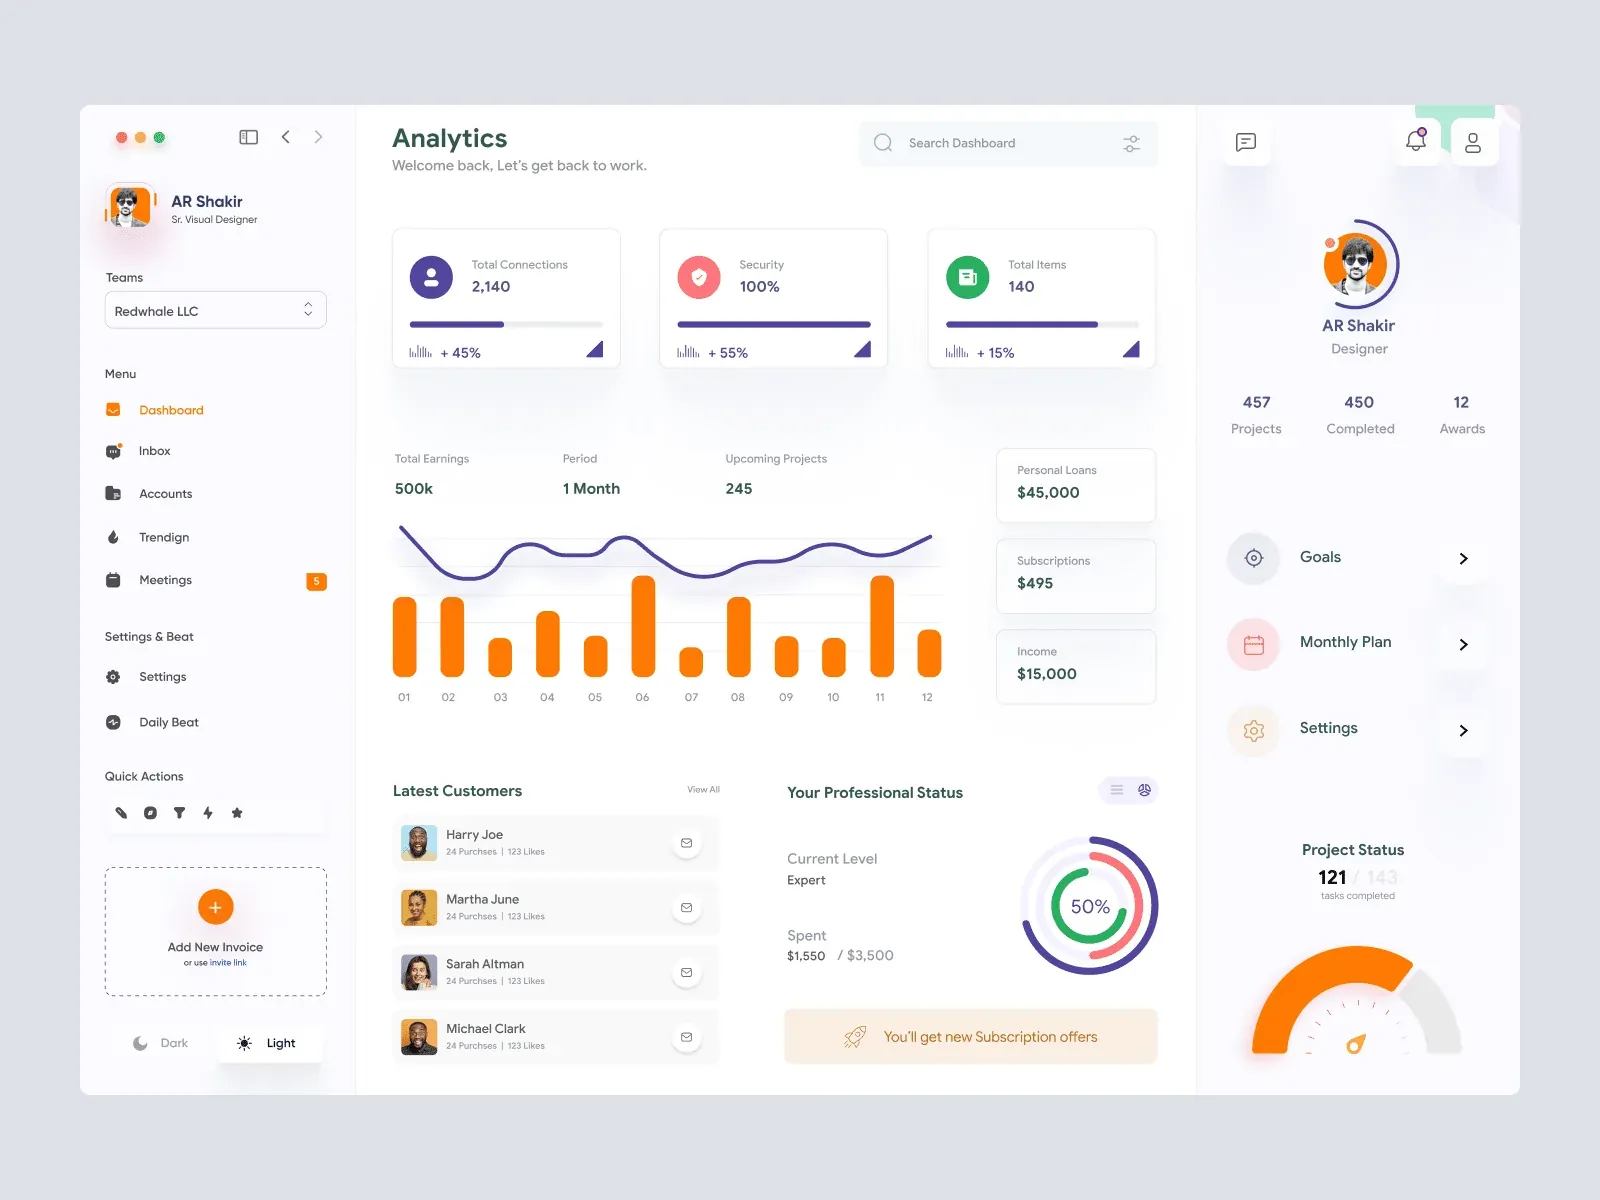 AR Shakir
Sr. Visual Designer
Teams
Redwhale LLC
Menu
Dashboard
Inbox
Accounts
Trendign
Meetings
5
Settings & Beat
Settings
Daily Beat
Quick Actions
+
Add New Invoice
or use invite link
Dark
Light
Analytics
Welcome back, Let's get back to work.
Search Dashboard
Total Connections
2,140
+ 45%
Security
100%
+ 55%
Total Items
140
+ 15%
Total Earnings
500k
Period
1 Month
Upcoming Projects
245
01 02 03 04 05 06 07 08 09 10 11 12
Personal Loans
$45,000
Subscriptions
$495
Income
$15,000
Latest Customers
View All
Harry Joe
24 Purchses | 123 Likes
Martha June
24 Purchses | 123 Likes
Sarah Altman
24 Purchses | 123 Likes
Michael Clark
24 Purchses | 123 Likes
Your Professional Status
Current Level
Expert
Spent
$1,550 / $3,500
50%
You'll get new Subscription offers
AR Shakir
Designer
457
Projects
450
Completed
12
Awards
Goals
Monthly Plan
Settings
Project Status
121 / 143
tasks completed